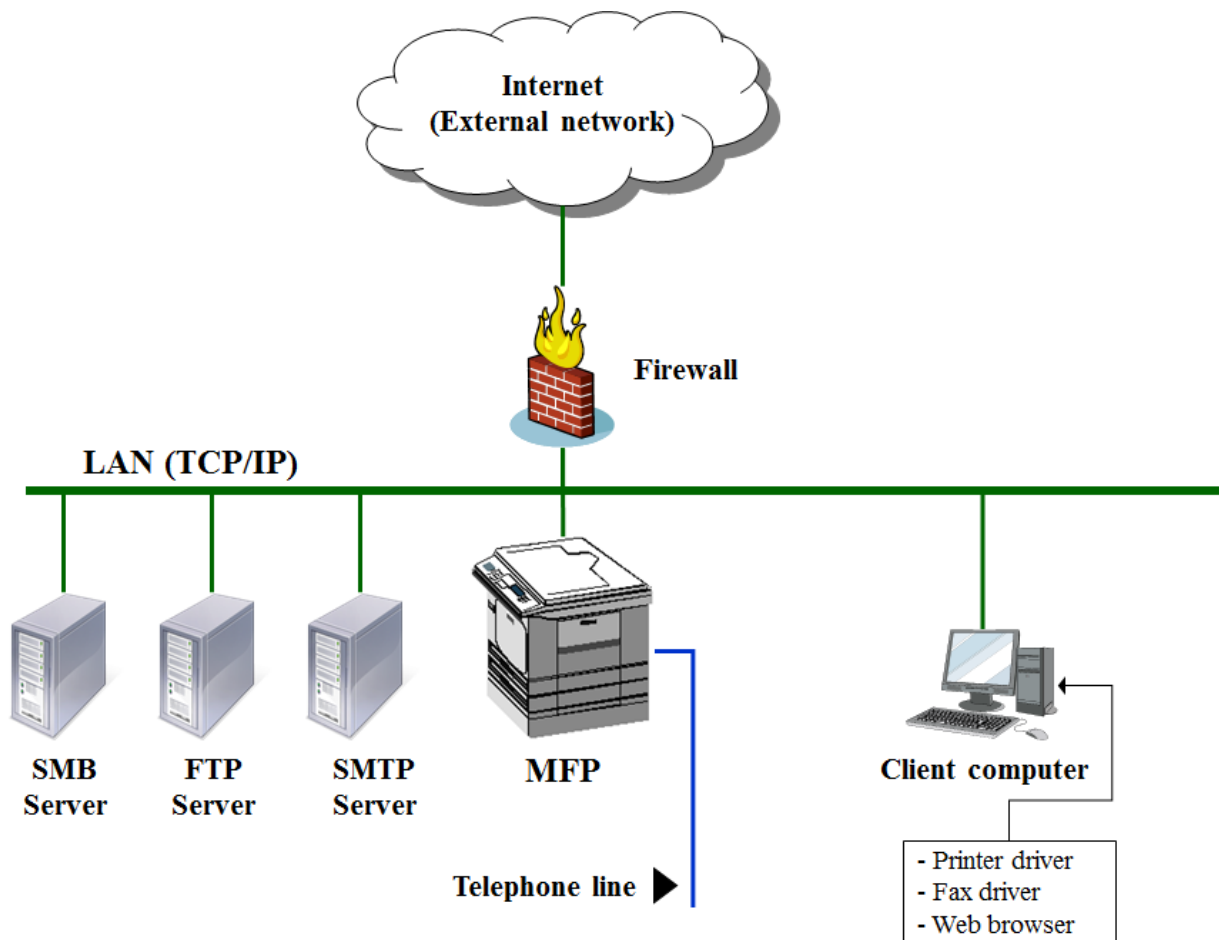 Internet
(External network)
Firewall
LAN (TCP/IP)
SMB
Server
FTP
Server
SMTP
Server
MFP
Client computer
Telephone line
- Printer driver
- Fax driver
- Web browser